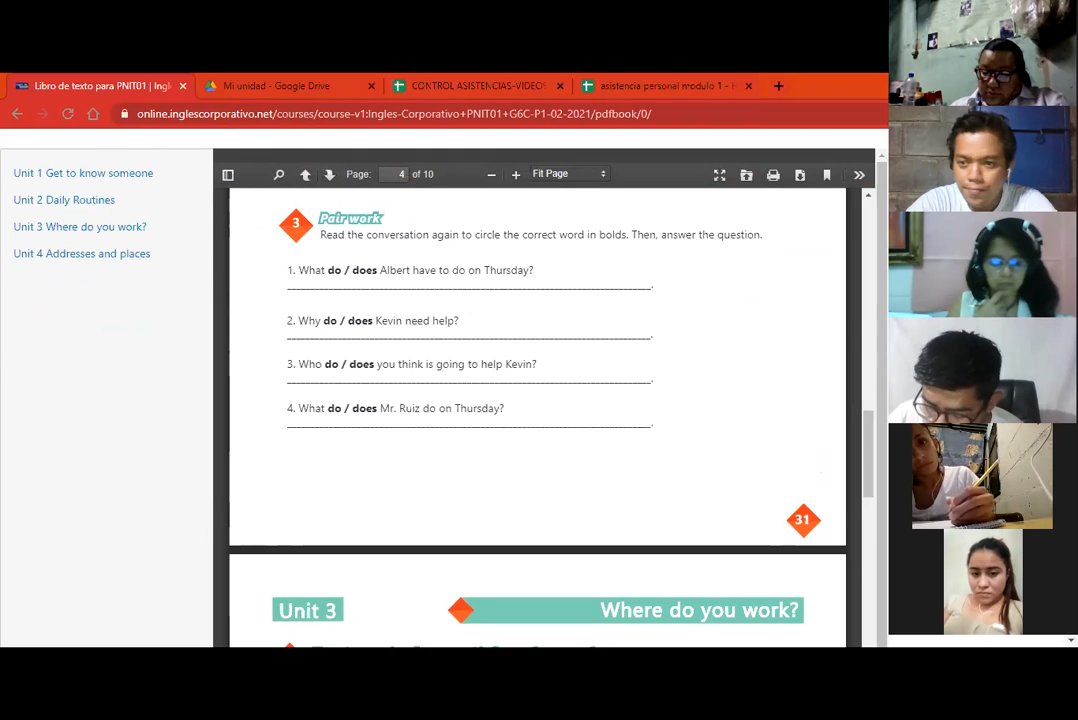 Libro de texto para PNIT01 | Ingl
Mi unidad - Google Drive
CONTROL ASISTENCIAS-VIDEOS
asistencia personal modulo 1 - H
online.inglescorporativo.net/courses/course-v1:Ingles-Corporativo+PNIT01+G6C-P1-02-2021/pdfbook/0/
Unit 1 Get to know someone
Unit 2 Daily Routines
Unit 3 Where do you work?
Unit 4 Addresses and places
Page: 4 of 10
Fit Page
3 Pair work
Read the conversation again to circle the correct word in bolds. Then, answer the question.
1. What do / does Albert have to do on Thursday?
2. Why do / does Kevin need help?
3. Who do / does you think is going to help Kevin?
4. What do / does Mr. Ruiz do on Thursday?
31
Unit 3
Where do you work?